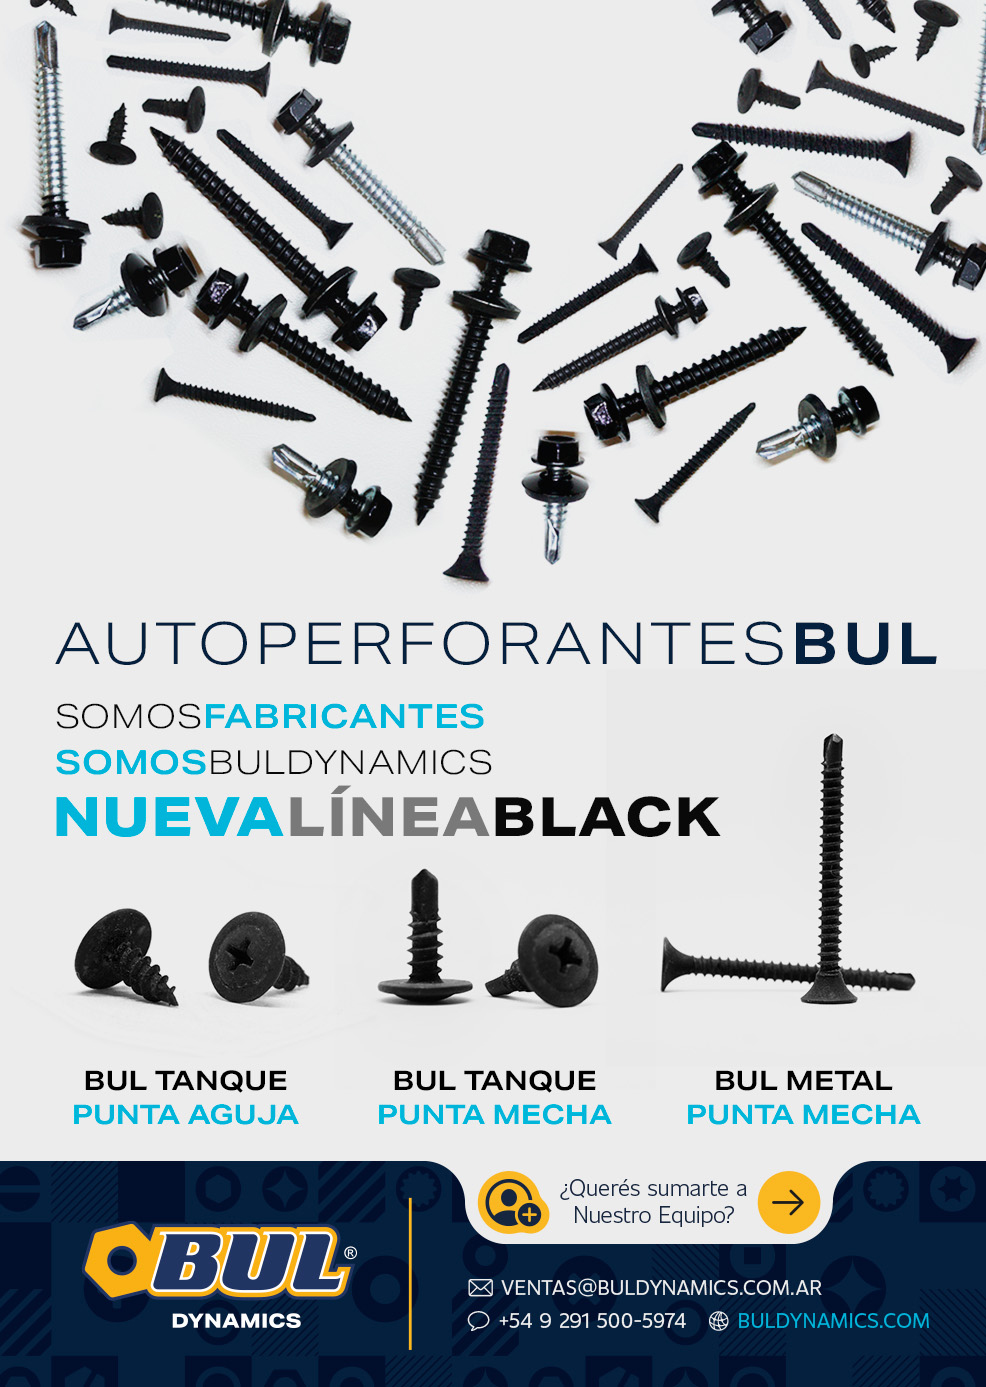 AUTOPERFORANTESBUL
SOMOSFABRICANTES
SOMOSBULDYNAMICS
NUEVALÍNEABLACK
BUL TANQUE
PUNTA AGUJA
BUL TANQUE
PUNTA MECHA
BUL METAL
PUNTA MECHA
¿Querés sumarte a
Nuestro Equipo?
BUL®
DYNAMICS
VENTAS@BULDYNAMICS.COM.AR
+54 9 291 500-5974 BULDYNAMICS.COM